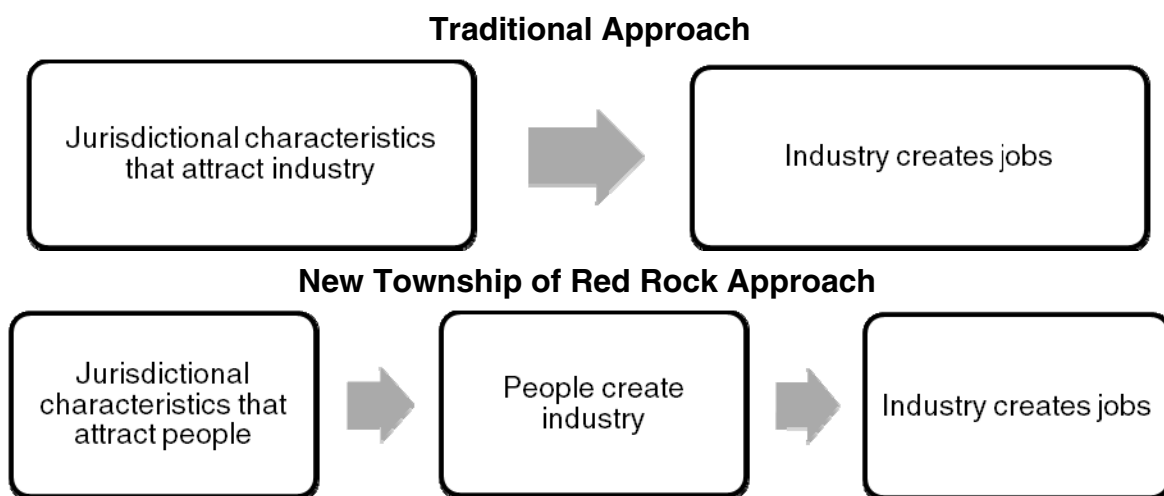 Traditional Approach
Jurisdictional characteristics
that attract industry
Industry creates jobs
New Township of Red Rock Approach
Jurisdictional
characteristics that
attract people
People create
industry
Industry creates jobs